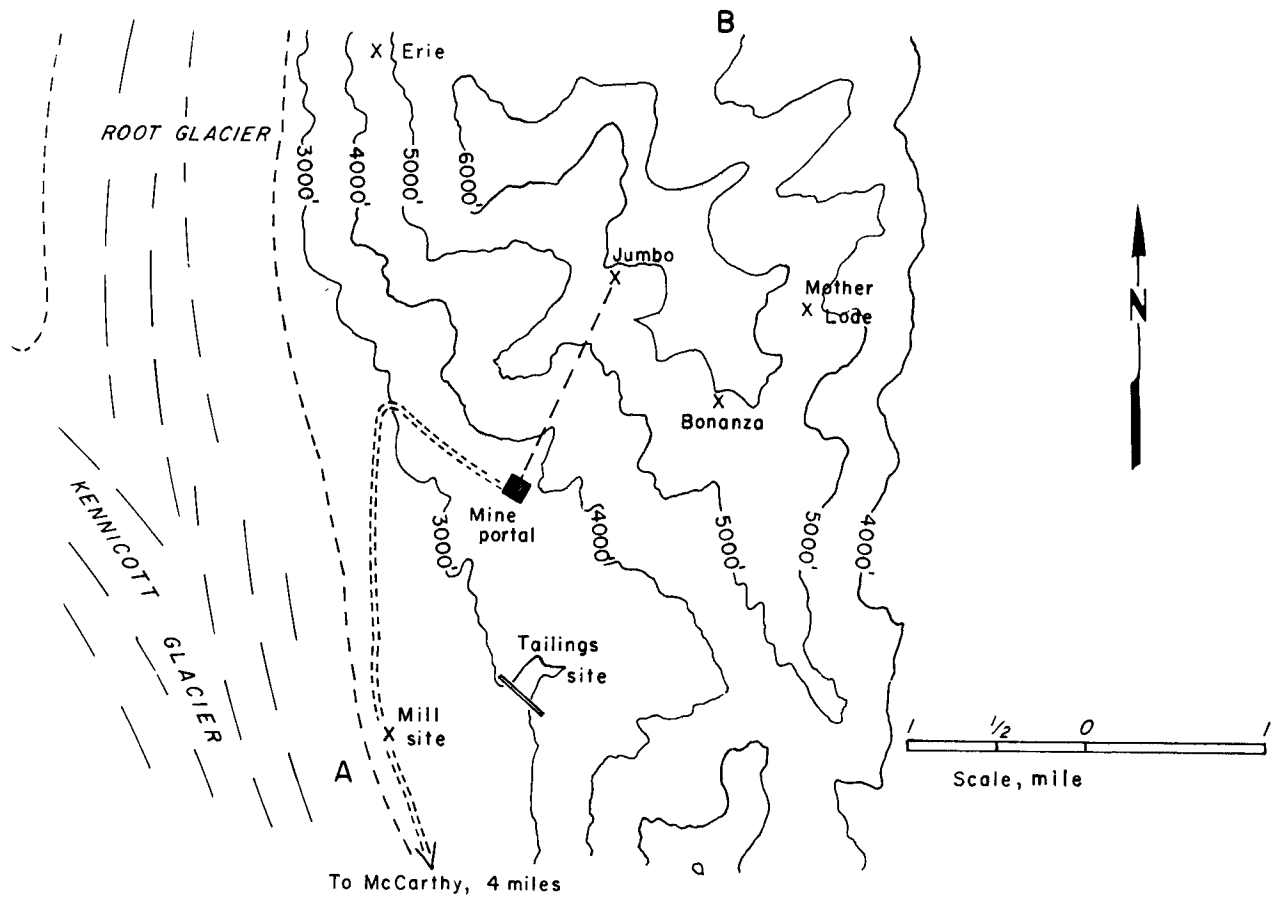 B
X Erie
ROOT GLACIER
3000'
4000'
5000'
6000'
Jumbo
X
Mother
X Lode
N
X
Bonanza
KENNICOTT GLACIER
Mine
portal
3000'
4000'
5000'
5000'
4000'
Tailings
site
Mill
X site
A
1 1/2 0 1
Scale, mile
To McCarthy, 4 miles